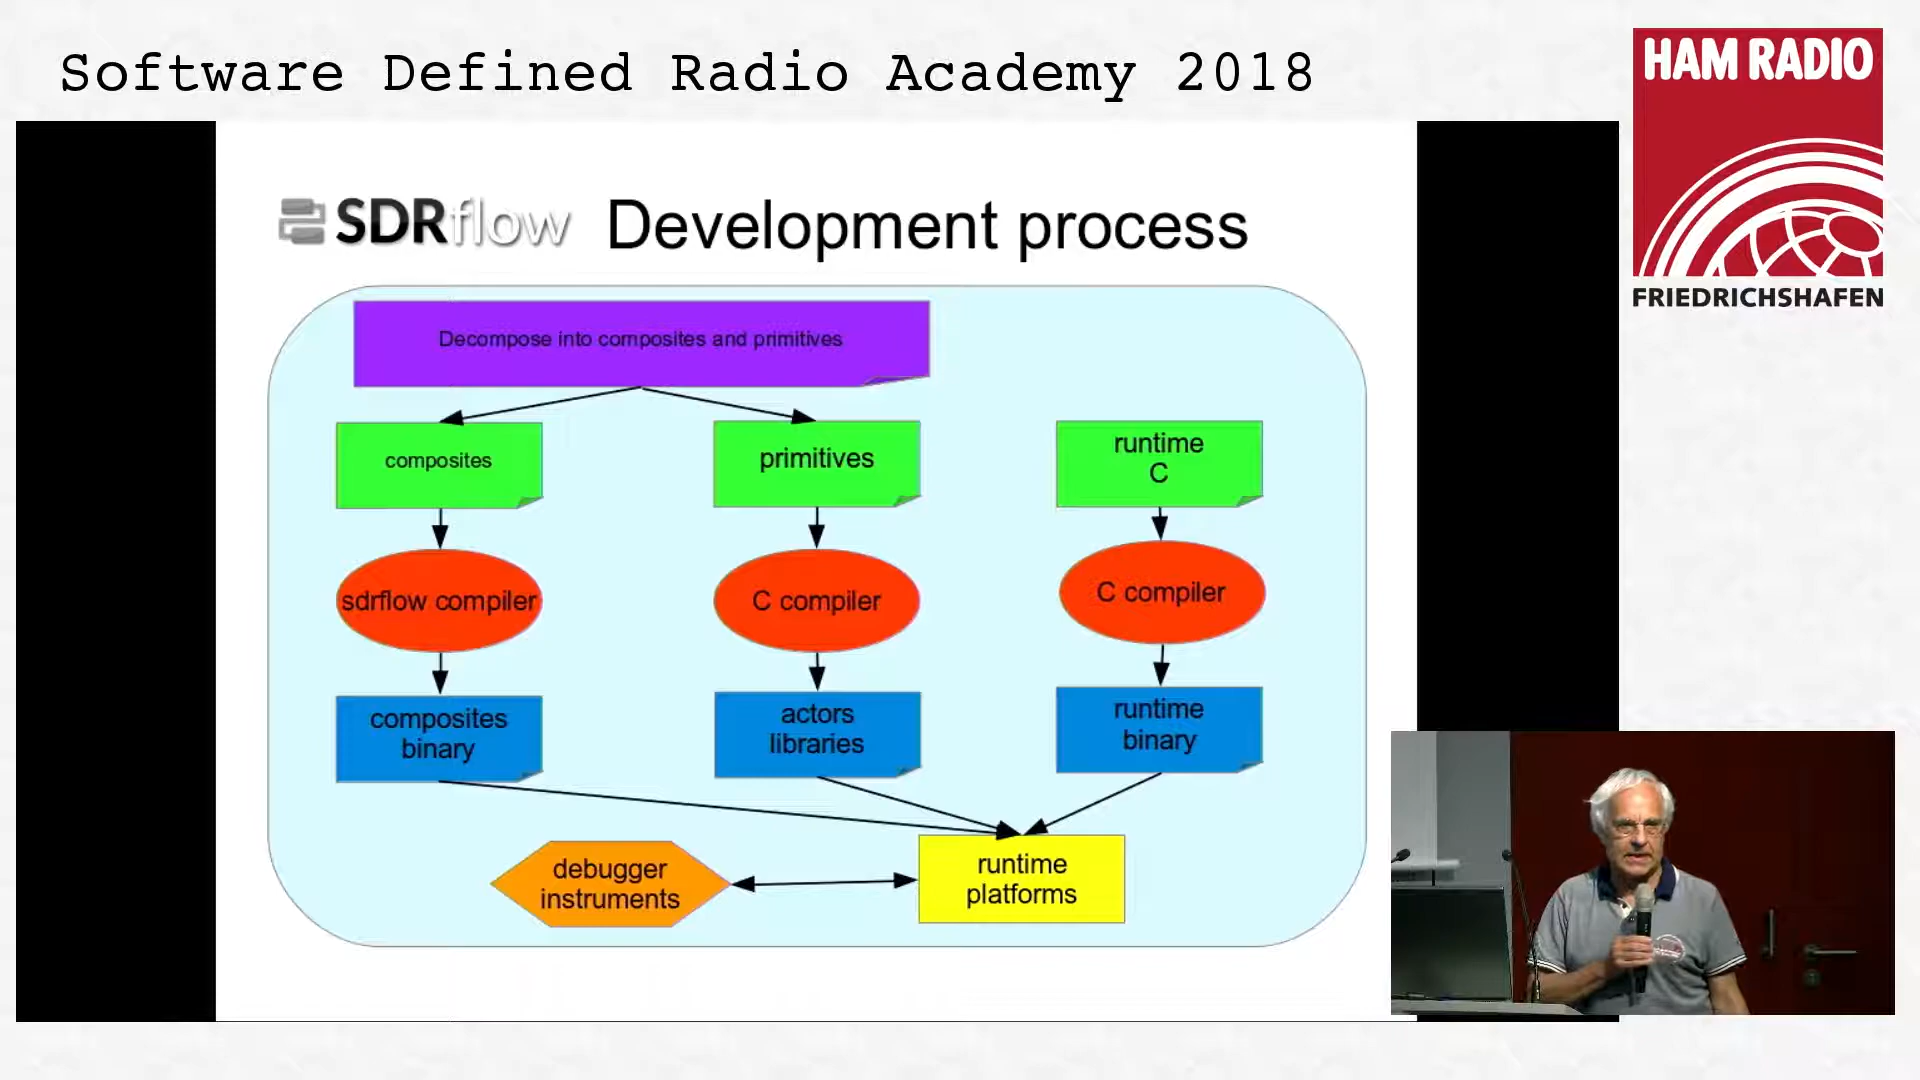 Software Defined Radio Academy 2018
HAM RADIO
FRIEDRICHSHAFEN
SDRflow Development process
Decompose into composites and primitives
composites
primitives
runtime
C
sdrflow compiler
C compiler
C compiler
composites
binary
actors
libraries
runtime
binary
debugger
instruments
runtime
platforms